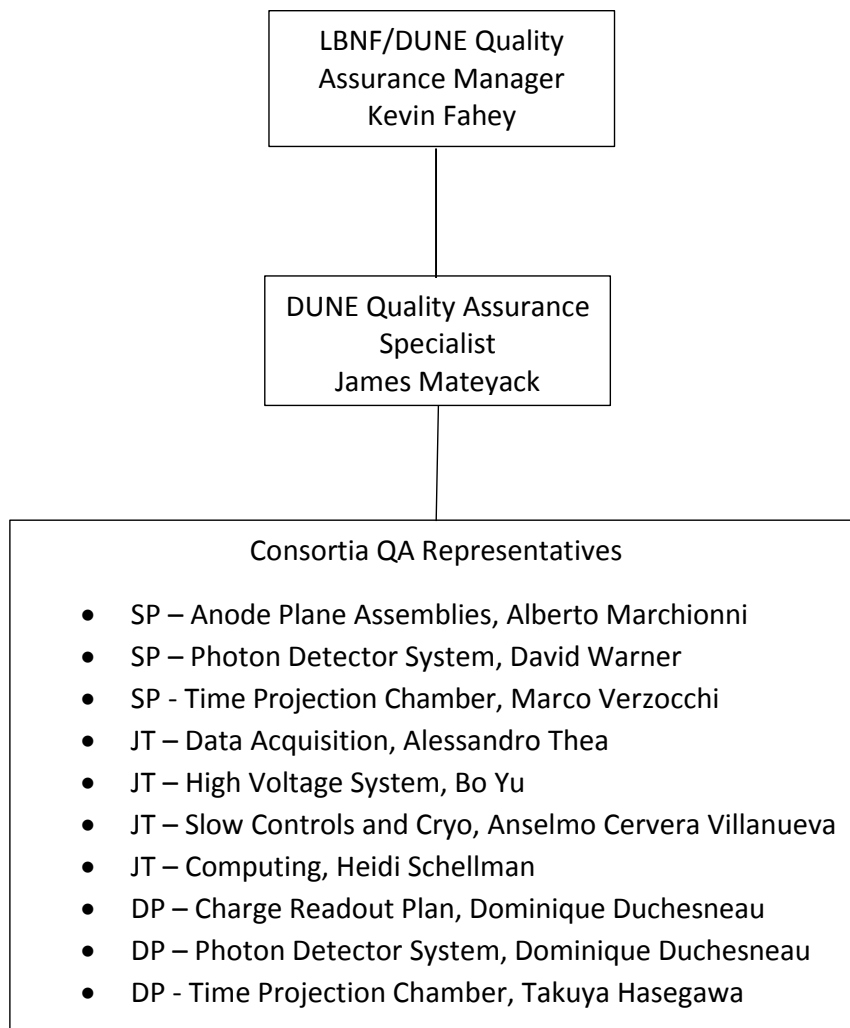 LBNF/DUNE Quality
Assurance Manager
Kevin Fahey
DUNE Quality Assurance
Specialist
James Mateyack
Consortia QA Representatives
• SP – Anode Plane Assemblies, Alberto Marchionni
• SP – Photon Detector System, David Warner
• SP - Time Projection Chamber, Marco Verzocchi
• JT – Data Acquisition, Alessandro Thea
• JT – High Voltage System, Bo Yu
• JT – Slow Controls and Cryo, Anselmo Cervera Villanueva
• JT – Computing, Heidi Schellman
• DP – Charge Readout Plan, Dominique Duchesneau
• DP – Photon Detector System, Dominique Duchesneau
• DP - Time Projection Chamber, Takuya Hasegawa